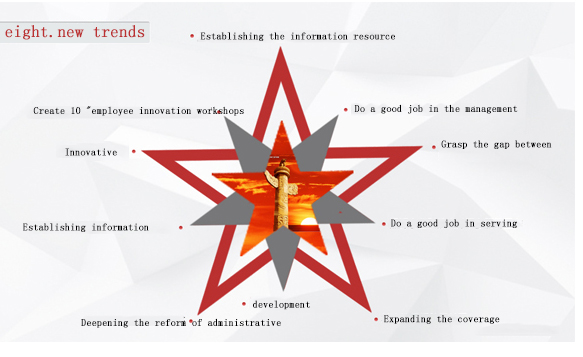 eight.new trends
Establishing the information resource
Create 10 "employee innovation workshops
Do a good job in the management
Innovative
Grasp the gap between
Establishing information
Do a good job in serving
development
Deepening the reform of administrative
Expanding the coverage